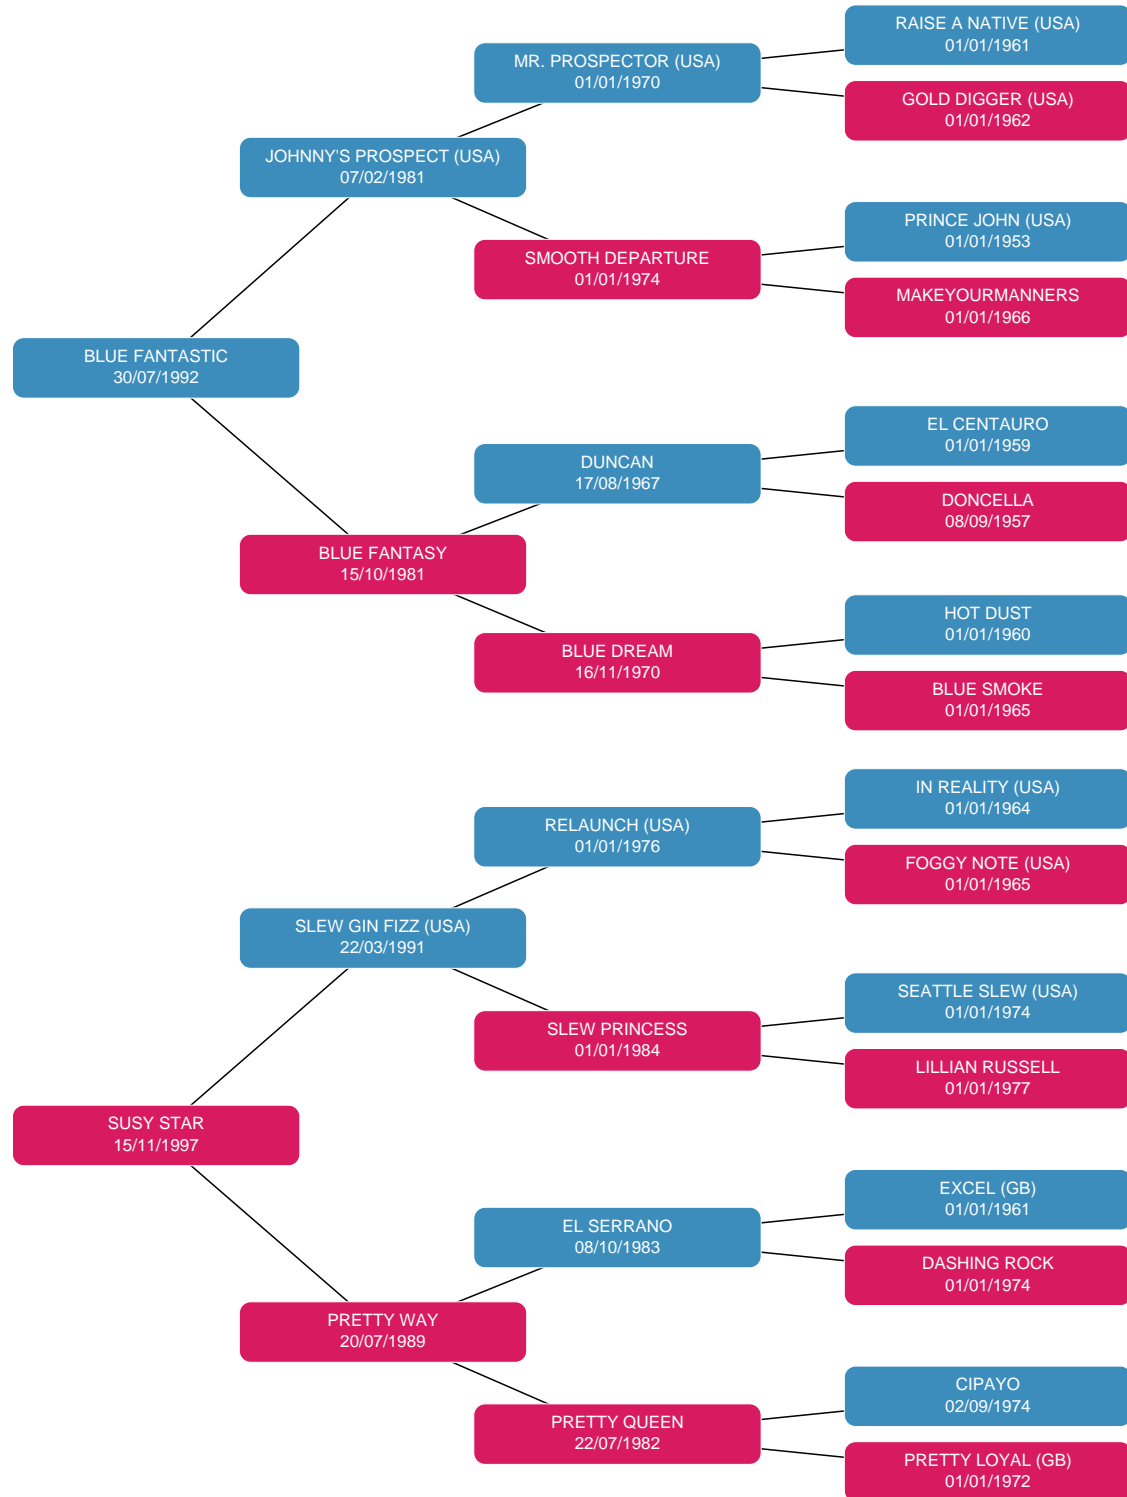 RAISE A NATIVE (USA)
01/01/1961
MR. PROSPECTOR (USA)
01/01/1970
GOLD DIGGER (USA)
01/01/1962
JOHNNY'S PROSPECT (USA)
07/02/1981
PRINCE JOHN (USA)
01/01/1953
SMOOTH DEPARTURE
01/01/1974
MAKEYOURMANNERS
01/01/1966
BLUE FANTASTIC
30/07/1992
EL CENTAURO
01/01/1959
DUNCAN
17/08/1967
DONCELLA
08/09/1957
BLUE FANTASY
15/10/1981
HOT DUST
01/01/1960
BLUE DREAM
16/11/1970
BLUE SMOKE
01/01/1965
IN REALITY (USA)
01/01/1964
RELAUNCH (USA)
01/01/1976
FOGGY NOTE (USA)
01/01/1965
SLEW GIN FIZZ (USA)
22/03/1991
SEATTLE SLEW (USA)
01/01/1974
SLEW PRINCESS
01/01/1984
LILLIAN RUSSELL
01/01/1977
SUSY STAR
15/11/1997
EXCEL (GB)
01/01/1961
EL SERRANO
08/10/1983
DASHING ROCK
01/01/1974
PRETTY WAY
20/07/1989
CIPAYO
02/09/1974
PRETTY QUEEN
22/07/1982
PRETTY LOYAL (GB)
01/01/1972